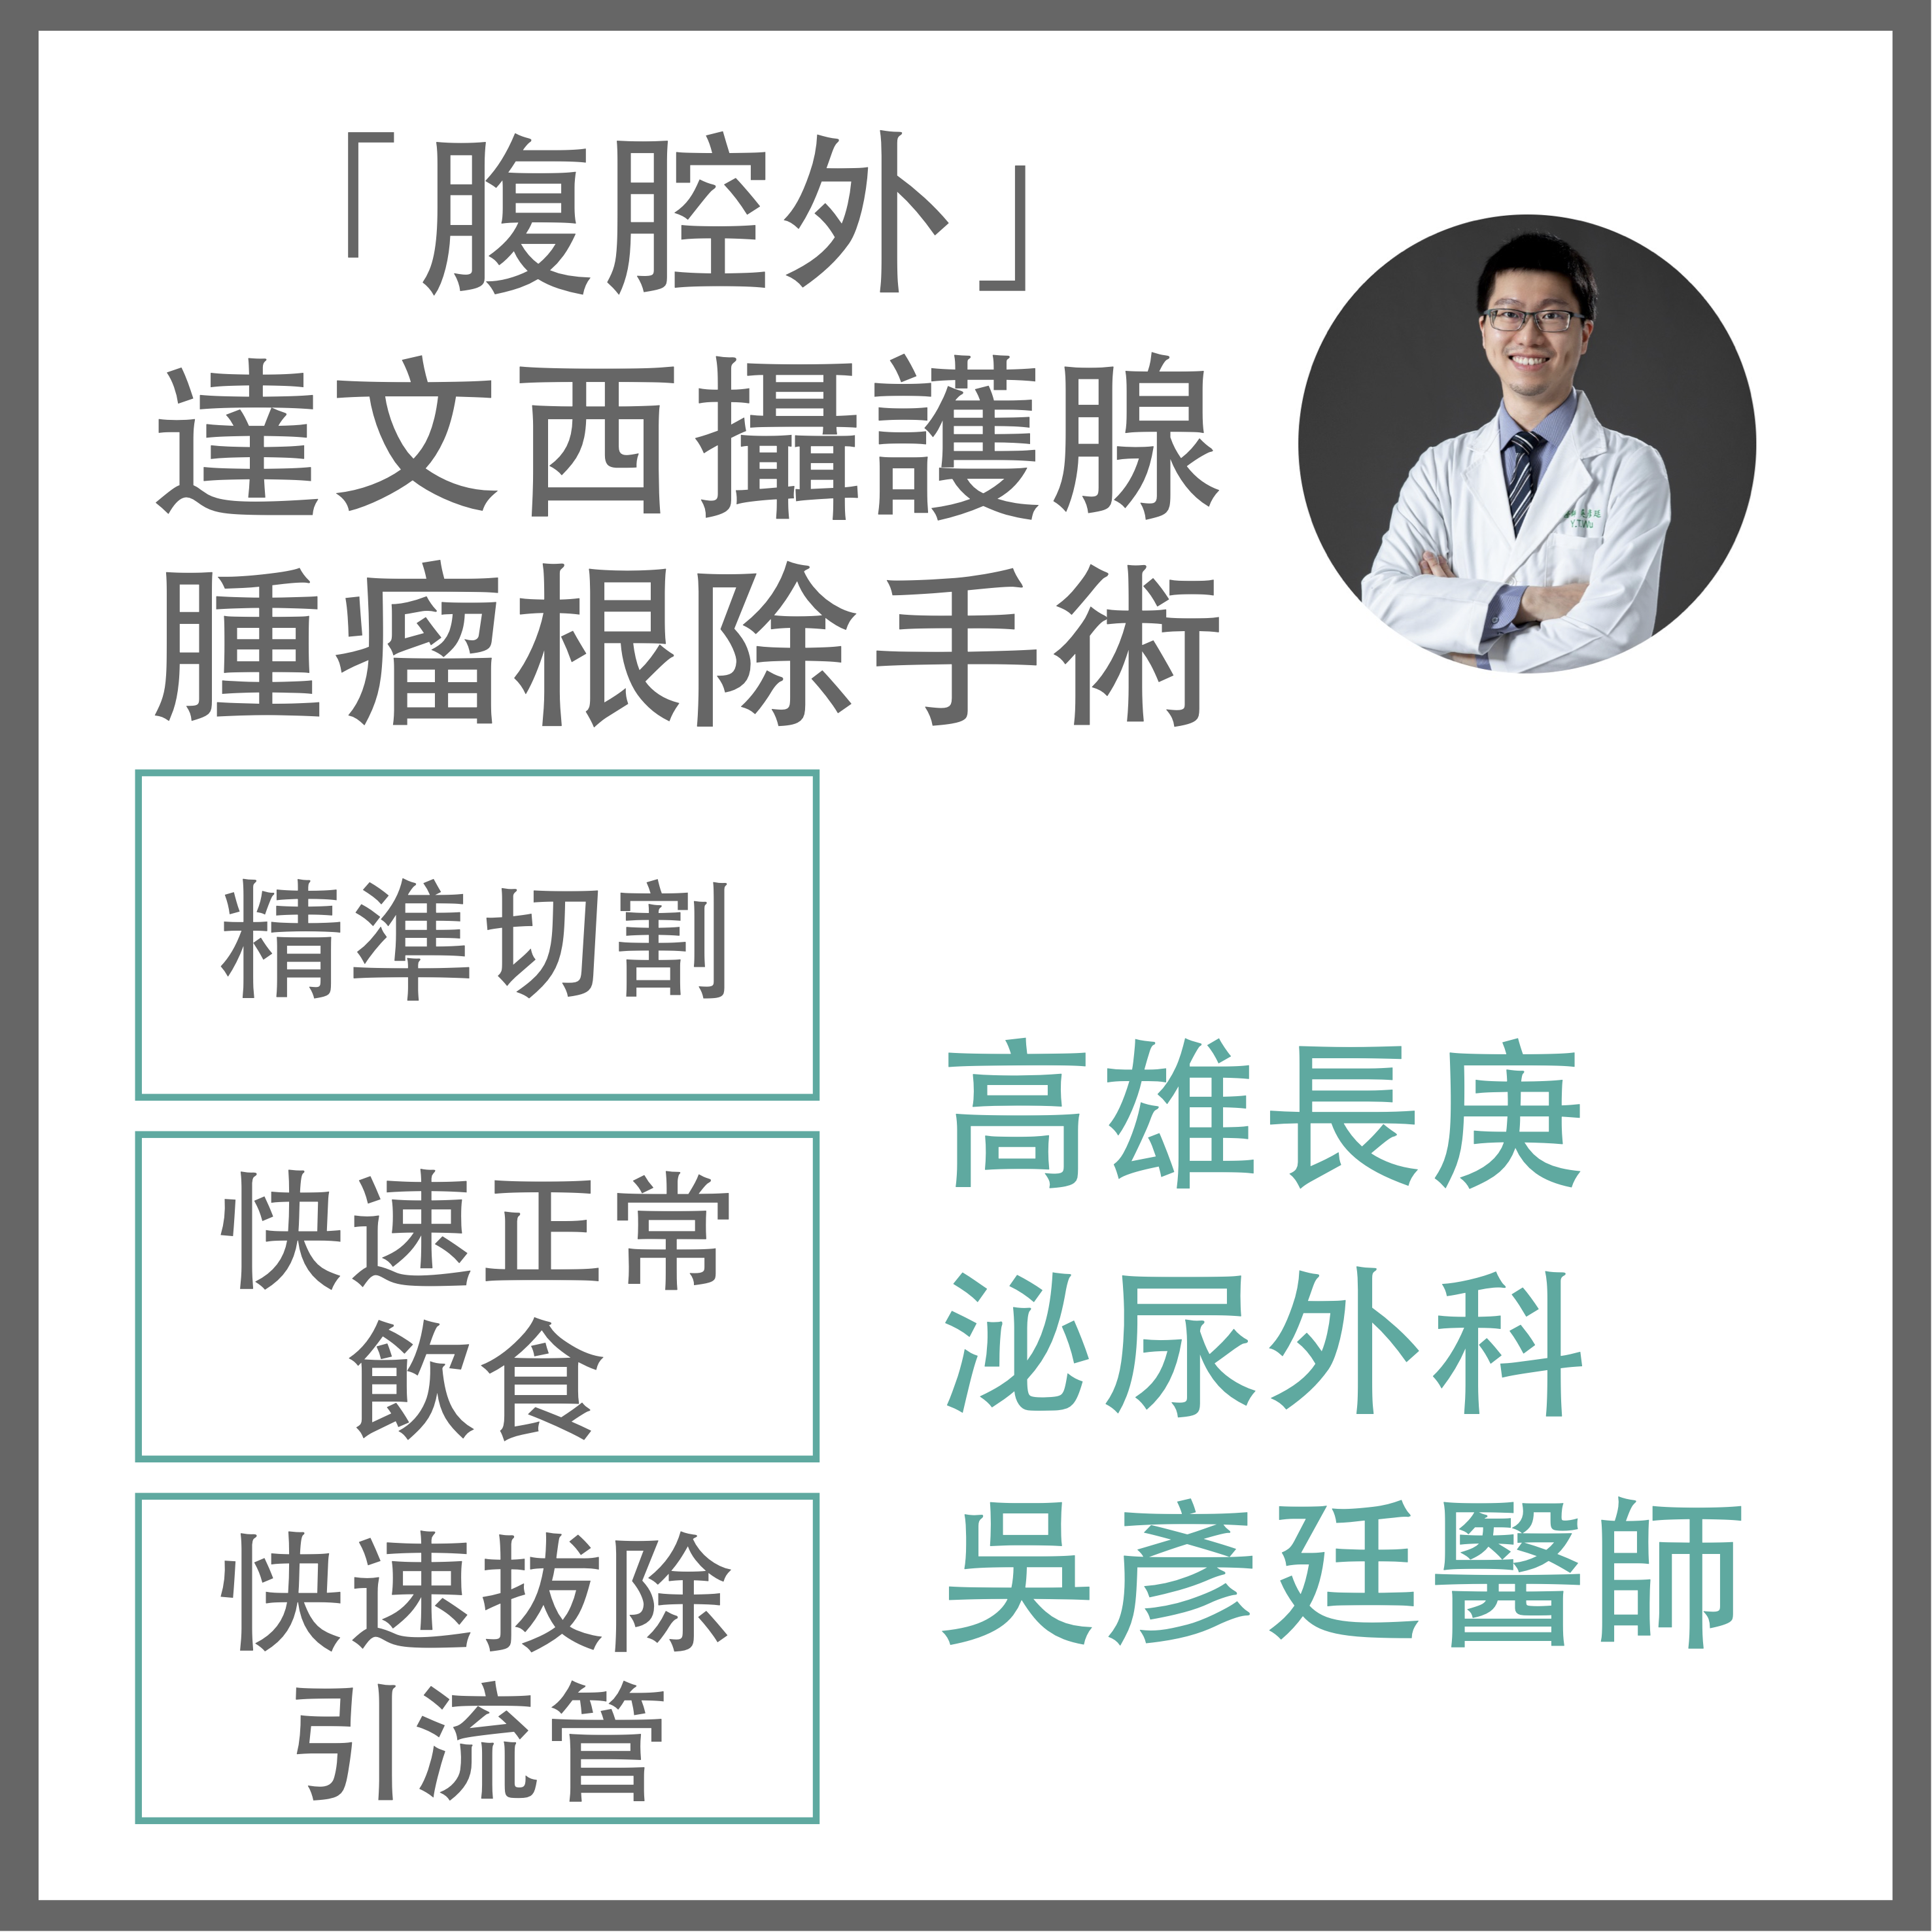 「腹腔外」
達文西攝護腺
腫瘤根除手術
精準切割
快速正常
飲食
快速拔除
引流管
高雄長庚
泌尿外科
吳彥廷醫師
Y.T.Wu